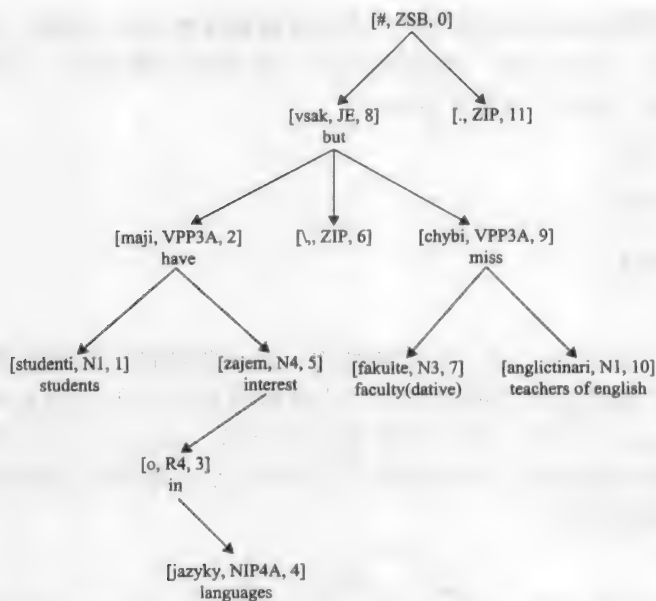 [#, ZSB, 0]
[vsak, JE, 8] [., ZIP, 11]
but
[maji, VPP3A, 2] [\,, ZIP, 6] [chybi, VPP3A, 9]
have miss
[studenti, N1, 1] [zajem, N4, 5] [fakulte, N3, 7] [anglictinari, N1, 10]
students interest faculty(dative) teachers of english
[o, R4, 3]
in
[jazyky, NIP4A, 4]
languages